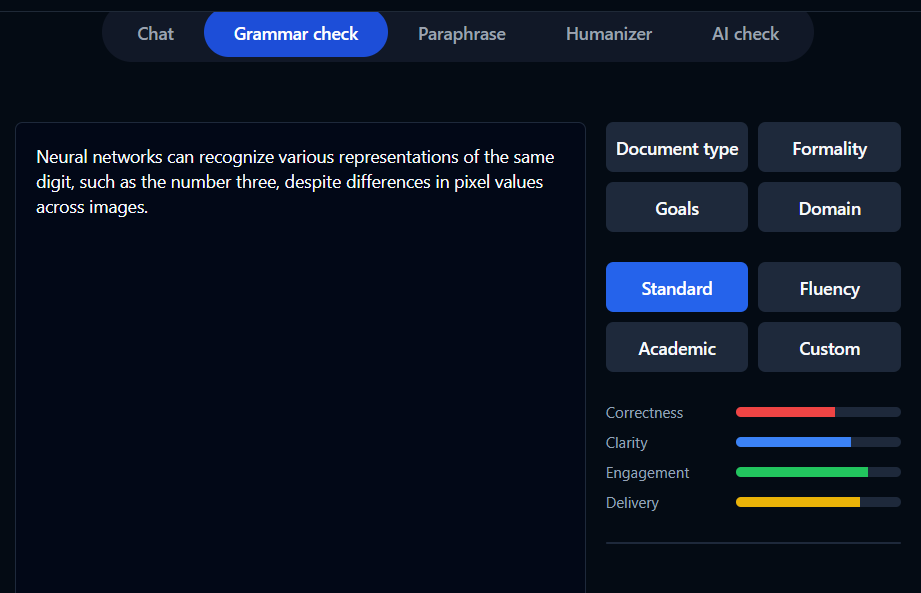 Chat
Grammar check
Paraphrase
Humanizer
AI check
Neural networks can recognize various representations of the same
digit, such as the number three, despite differences in pixel values
across images.
Document type
Formality
Goals
Domain
Standard
Fluency
Academic
Custom
Correctness
Clarity
Engagement
Delivery